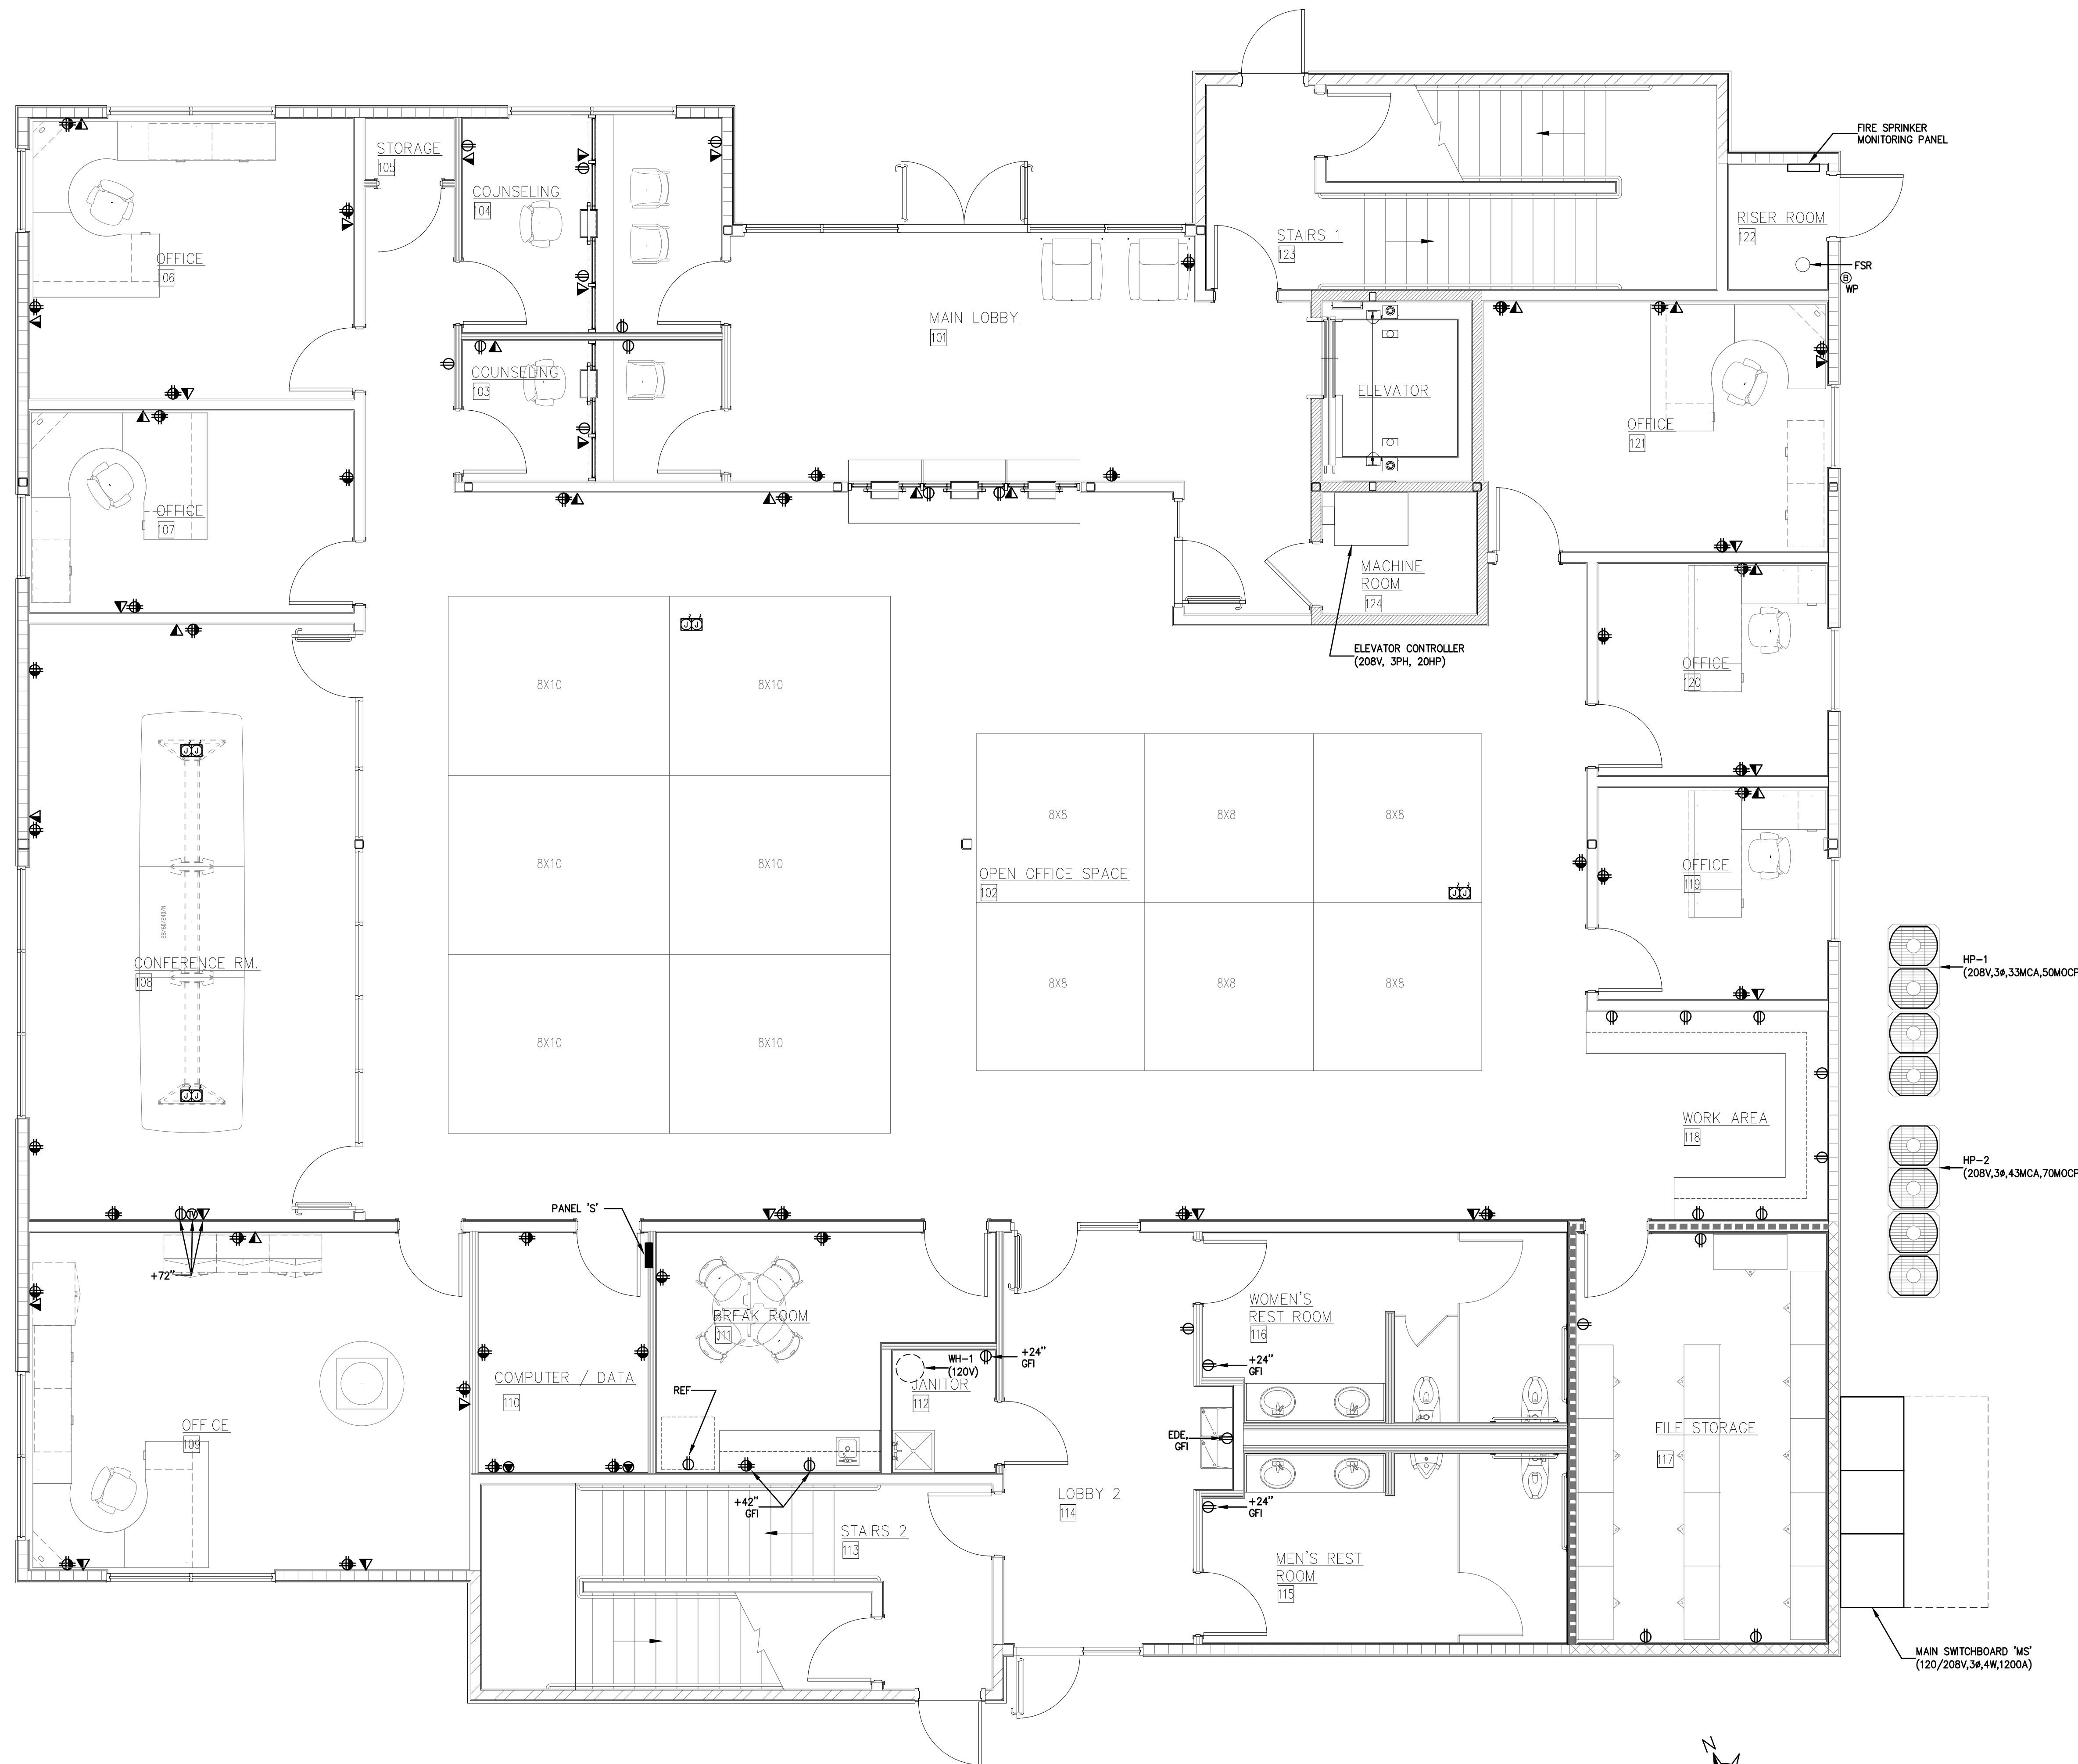 FIRE SPRINKER
MONITORING PANEL
STORAGE
105
COUNSELING
104
RISER ROOM
122
STAIRS 1
123
OFFICE
106
FSR
B
WP
MAIN LOBBY
101
COUNSELING
103
ELEVATOR
OFFICE
121
OFFICE
107
MACHINE
ROOM
124
J J
ELEVATOR CONTROLLER
(208V, 3PH, 20HP)
OFFICE
120
8X10
8X10
J J
8X8
8X8
8X8
8X10
8X10
OPEN OFFICE SPACE
102
J J
OFFICE
119
2B/60/240/N
CONFERENCE RM.
108
HP-1
(208V,3ø,33MCA,50MOCP
8X8
8X8
8X8
8X10
8X10
J J
WORK AREA
118
HP-2
(208V,3ø,43MCA,70MOCP
PANEL 'S'
TV
+72"
WOMEN'S
REST ROOM
116
BREAK ROOM
111
+24"
GFI
WH-1
(120V)
+24"
GFI
COMPUTER / DATA
110
REF
JANITOR
112
OFFICE
109
EDE,
GFI
FILE STORAGE
117
+42"
GFI
LOBBY 2
114
+24"
GFI
STAIRS 2
113
MEN'S REST
ROOM
115
MAIN SWITCHBOARD 'MS'
(120/208V,3ø,4W,1200A)
N